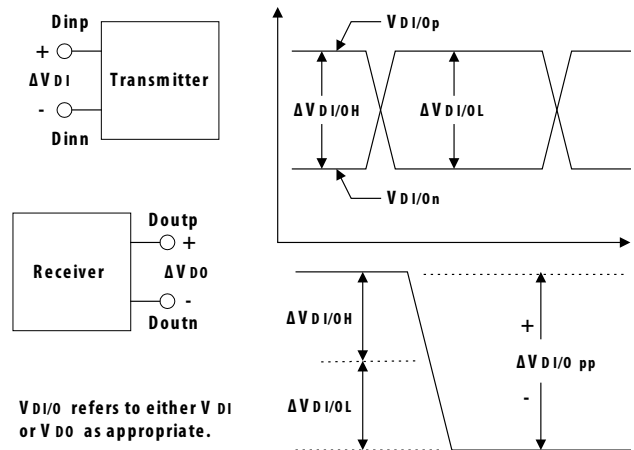 Dinp
+
ΔV DI
-
Dinn
Transmitter
V DI/Op
ΔV DI/OH
ΔV DI/OL
V DI/On
Receiver
Doutp
+
ΔV DO
-
Doutn
ΔV DI/OH
ΔV DI/OL
+
ΔV DI/O pp
-
V DI/O refers to either V DI
or V DO as appropriate.